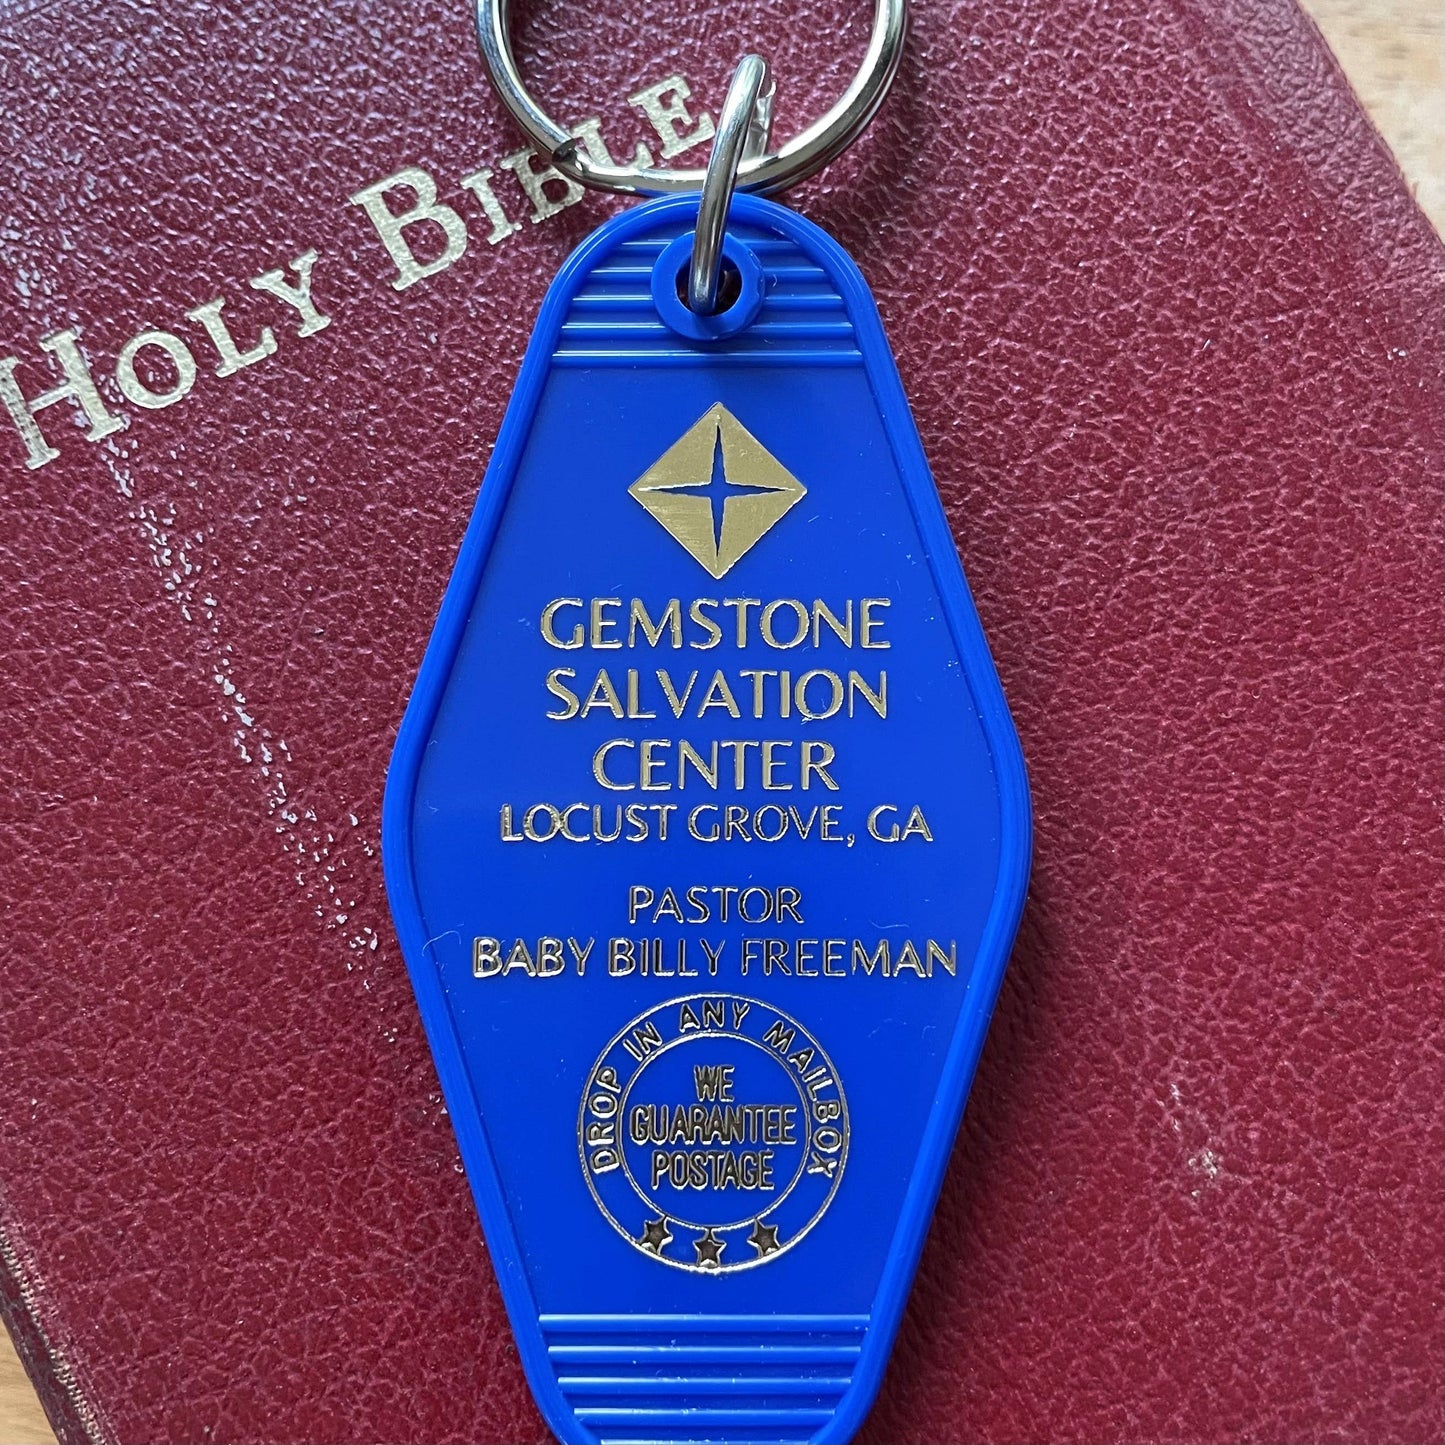 HOLY BIBLE
GEMSTONE
SALVATION
CENTER
LOCUST GROVE, GA
PASTOR
BABY BILLY FREEMAN
DROP IN ANY MAILBOX
WE
GUARANTEE
POSTAGE